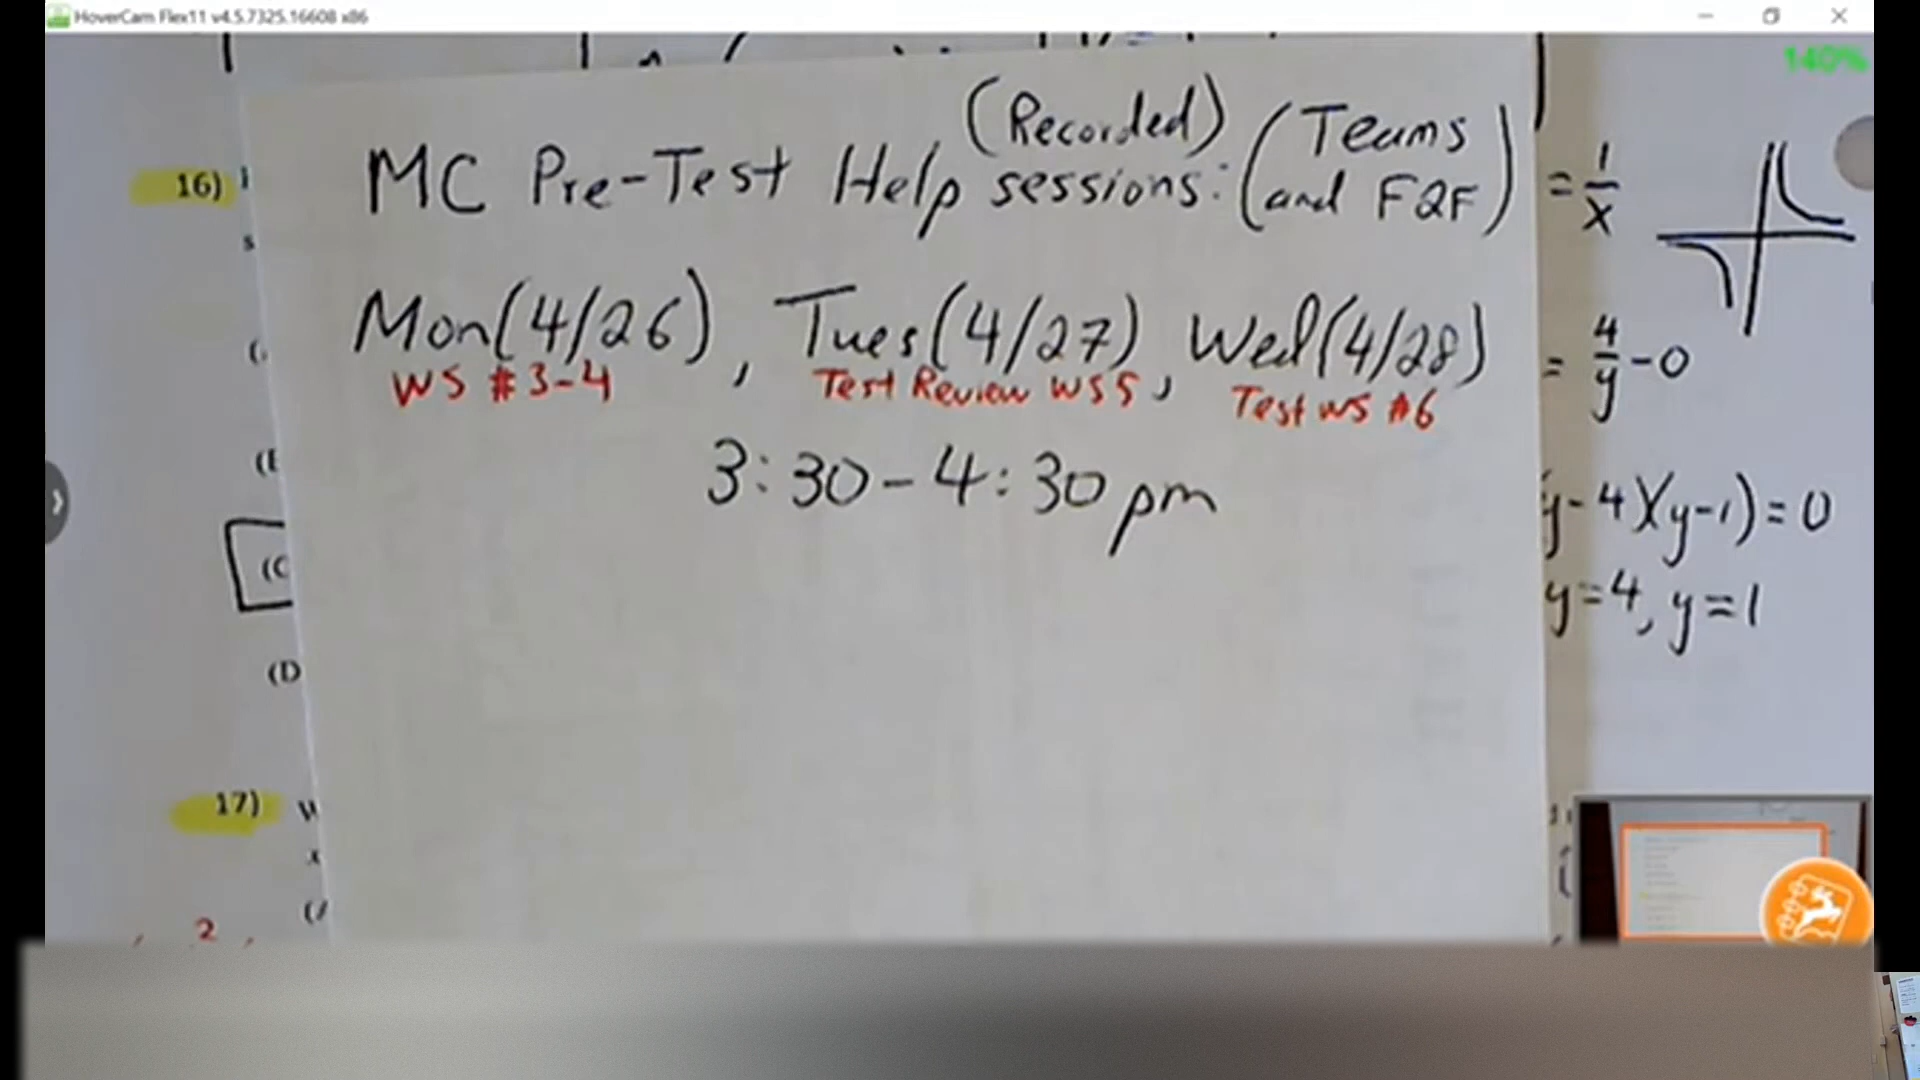 HoverCam Flex11 v4.5.7325.16608 x86
140%
(Recorded)
MC Pre-Test Help sessions: (Teams and F2F)
Mon(4/26), Tues(4/27), Wed(4/28)
WS #3-4 Test Review WS5 Test WS #6
3:30-4:30pm
16)
= 1/x
= 4/y - 0
(y-4)(y-1)=0
y=4, y=1
(C
(D
17)
2